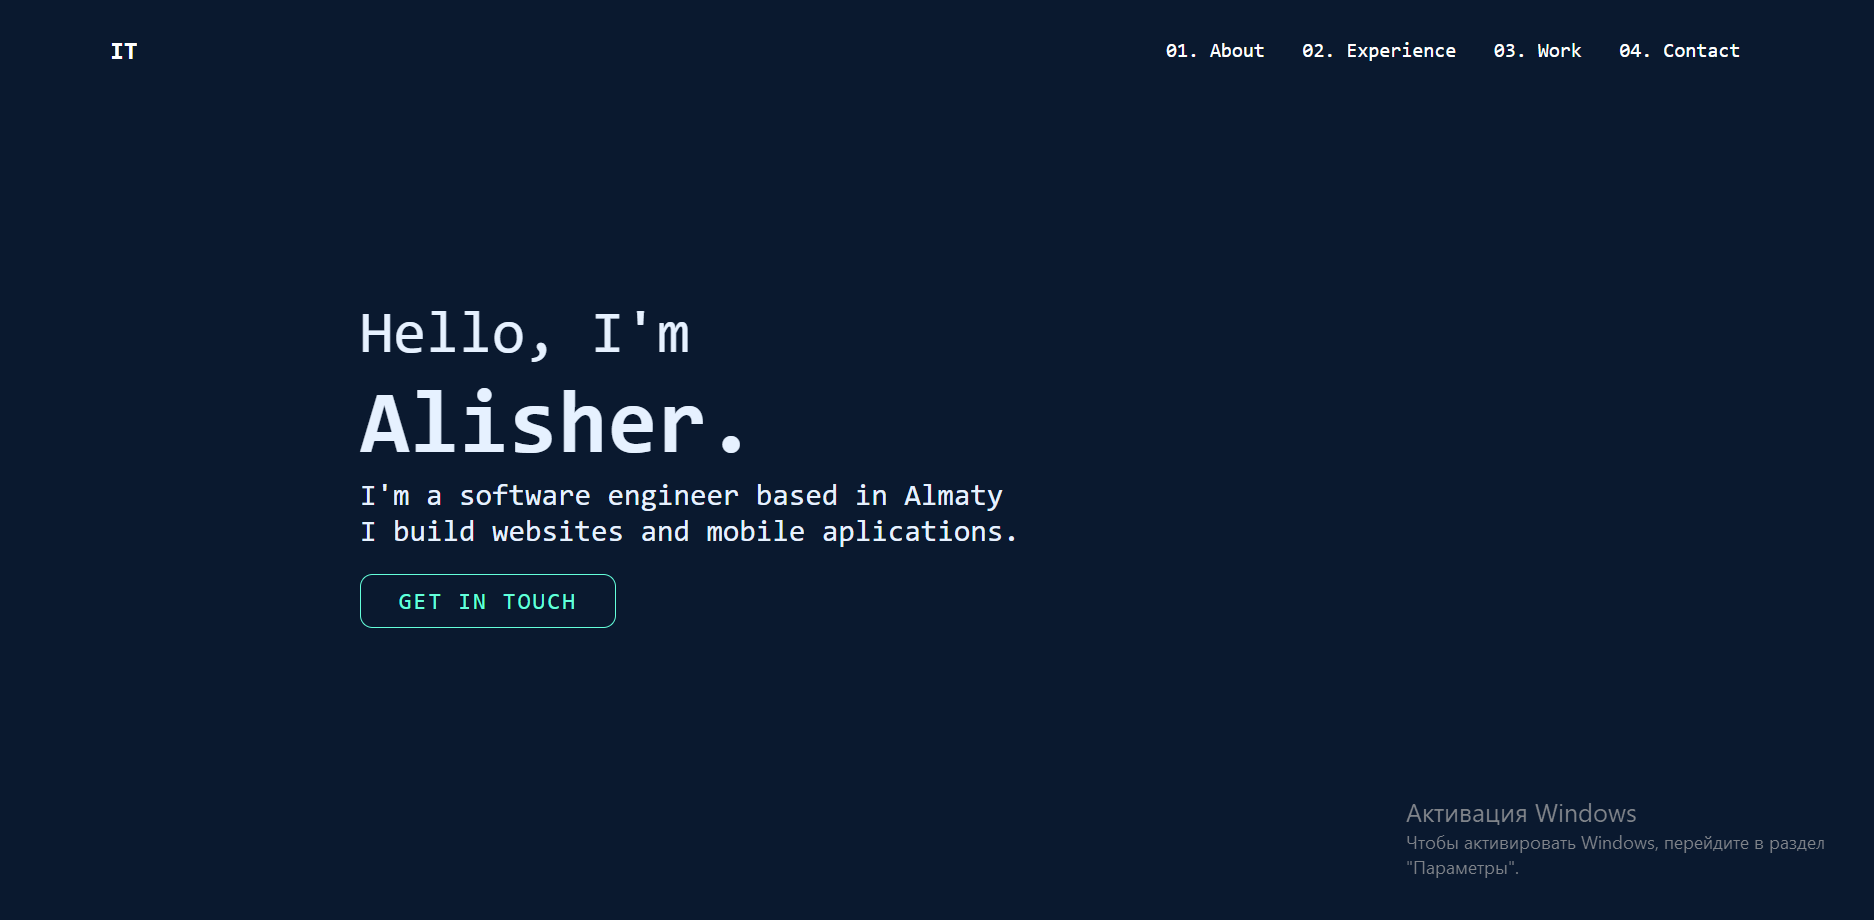 IT
01. About 02. Experience 03. Work 04. Contact
Hello, I'm
Alisher.
I'm a software engineer based in Almaty
I build websites and mobile aplications.
GET IN TOUCH
Активация Windows
Чтобы активировать Windows, перейдите в раздел
"Параметры".